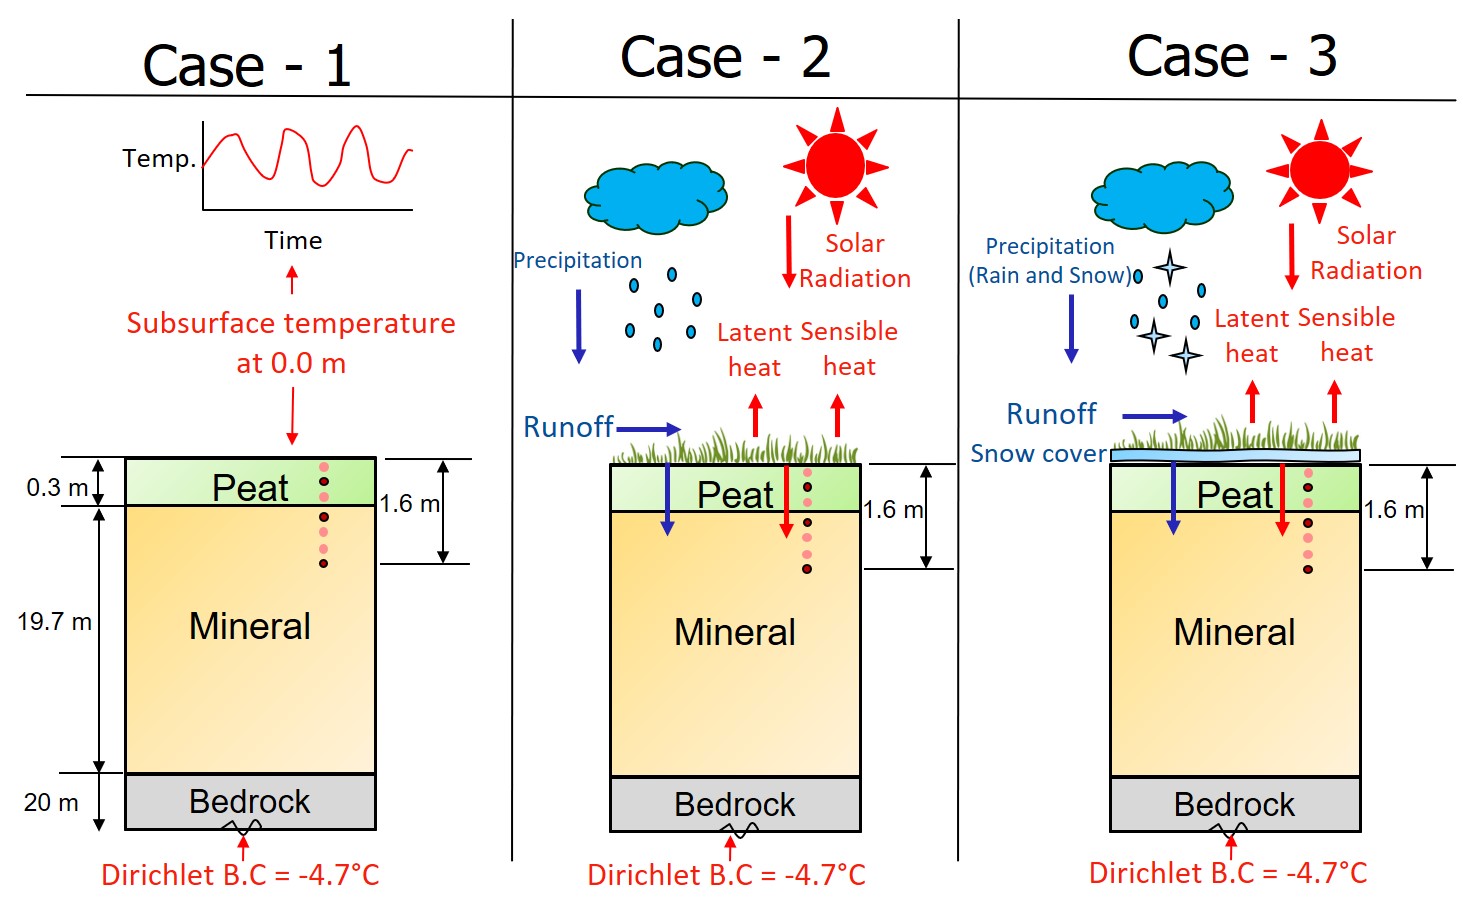 Case - 1
Temp.
Time
Subsurface temperature
at 0.0 m
0.3 m
Peat
1.6 m
19.7 m
Mineral
20 m
Bedrock
Dirichlet B.C = -4.7°C
Case - 2
Precipitation
Solar
Radiation
Latent
heat
Sensible
heat
Runoff
Peat
1.6 m
Mineral
Bedrock
Dirichlet B.C = -4.7°C
Case - 3
Precipitation
(Rain and Snow)
Solar
Radiation
Latent
heat
Sensible
heat
Runoff
Snow cover
Peat
1.6 m
Mineral
Bedrock
Dirichlet B.C = -4.7°C